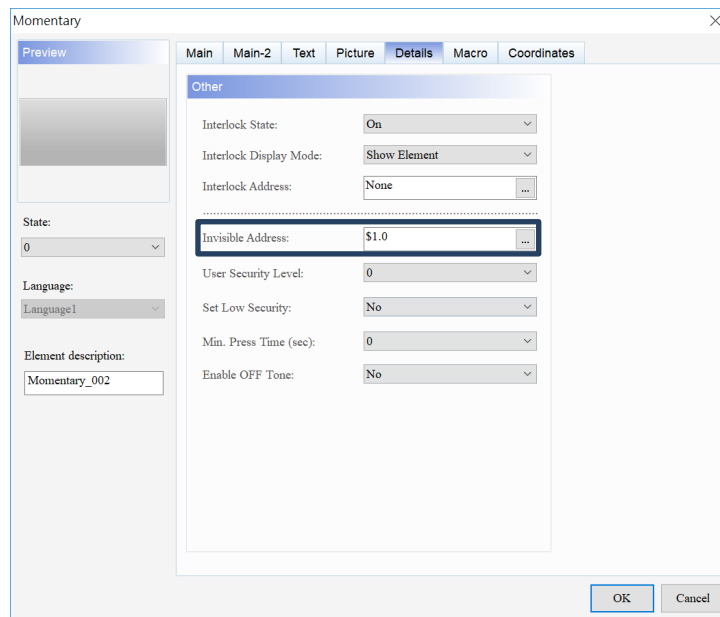 Momentary
Preview
State:
0
Language:
Language1
Element description:
Momentary_002
Main Main-2 Text Picture Details Macro Coordinates
Other
Interlock State: On
Interlock Display Mode: Show Element
Interlock Address: None ...
Invisible Address: $1.0 ...
User Security Level: 0
Set Low Security: No
Min. Press Time (sec): 0
Enable OFF Tone: No
OK Cancel